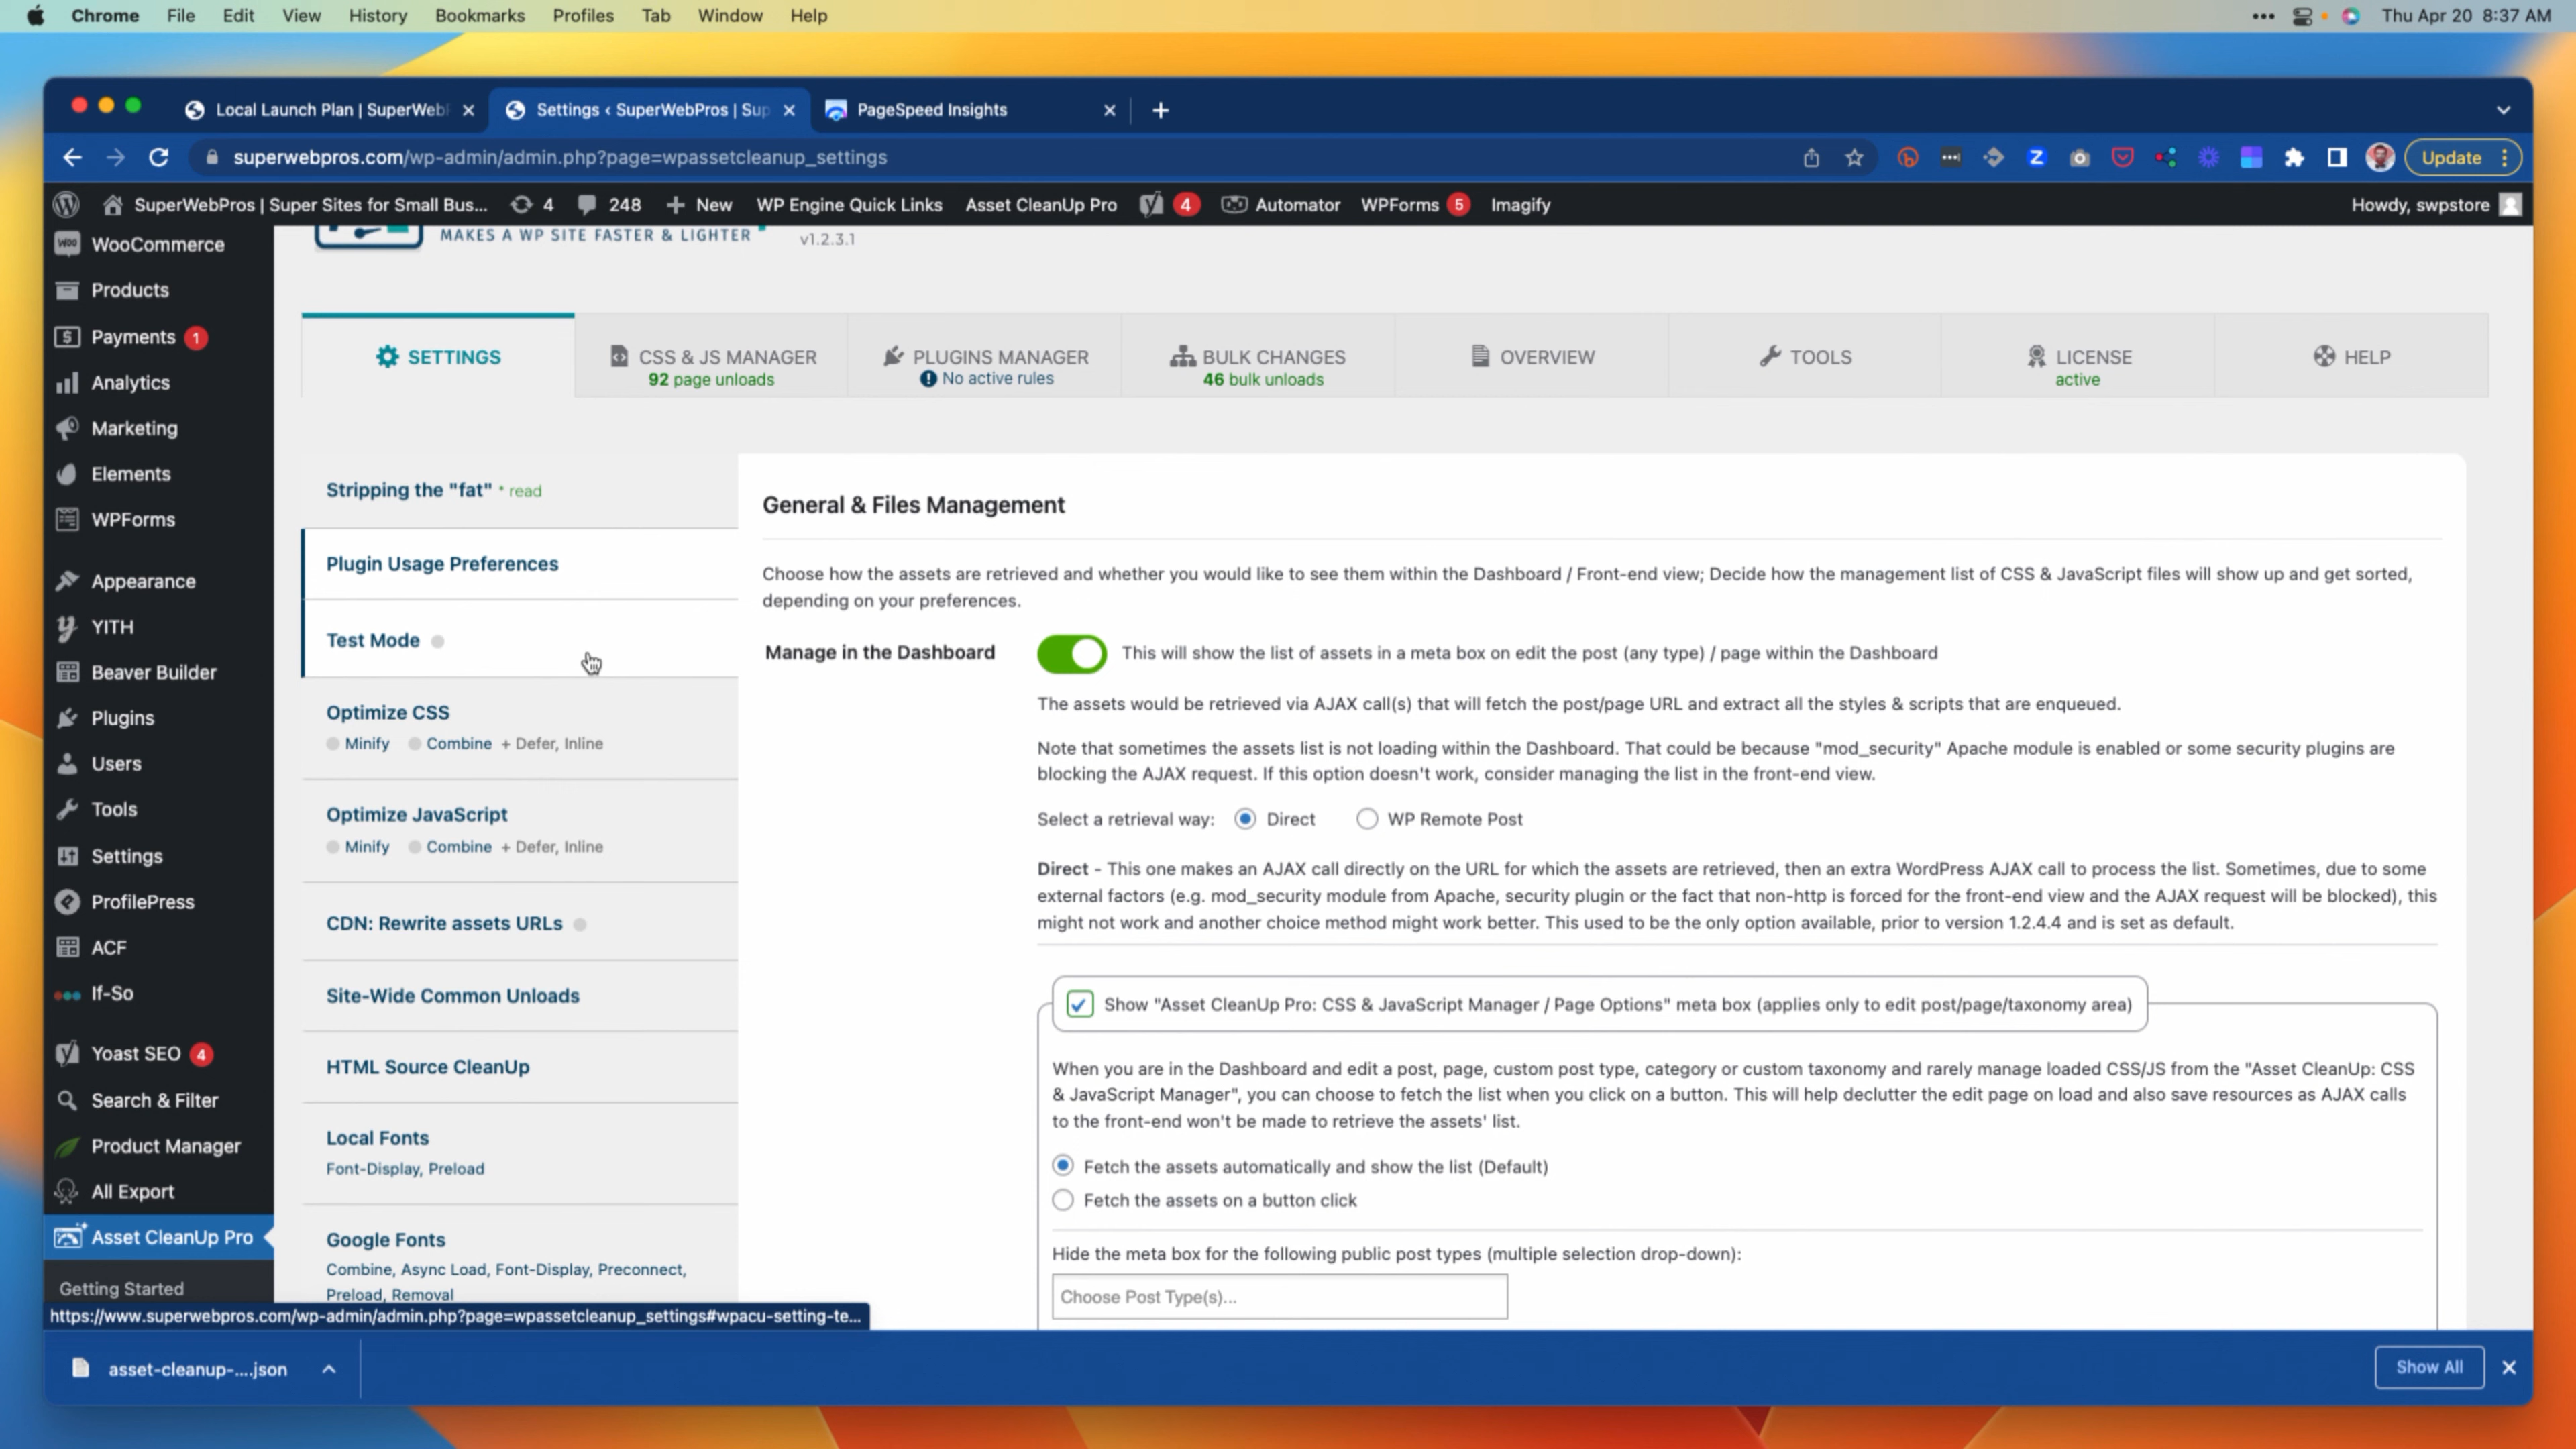 Chrome File Edit View History Bookmarks Profiles Tab Window Help
Thu Apr 20 8:37 AM
Local Launch Plan | SuperWeb
Settings ‹ SuperWebPros | Sup
PageSpeed Insights
superwebpros.com/wp-admin/admin.php?page=wpassetcleanup_settings
Update
SuperWebPros | Super Sites for Small Bus... 4 248 New WP Engine Quick Links Asset CleanUp Pro 4 Automator WPForms 5 Imagify
Howdy, swpstore
WooCommerce
Products
Payments 1
Analytics
Marketing
Elements
WPForms
Appearance
YITH
Beaver Builder
Plugins
Users
Tools
Settings
ProfilePress
ACF
If-So
Yoast SEO 4
Search & Filter
Product Manager
All Export
Asset CleanUp Pro
Getting Started
MAKES A WP SITE FASTER & LIGHTER
v1.2.3.1
SETTINGS
CSS & JS MANAGER
92 page unloads
PLUGINS MANAGER
No active rules
BULK CHANGES
46 bulk unloads
OVERVIEW
TOOLS
LICENSE
active
HELP
Stripping the "fat" * read
Plugin Usage Preferences
Test Mode
Optimize CSS
Minify Combine + Defer, Inline
Optimize JavaScript
Minify Combine + Defer, Inline
CDN: Rewrite assets URLs
Site-Wide Common Unloads
HTML Source CleanUp
Local Fonts
Font-Display, Preload
Google Fonts
Combine, Async Load, Font-Display, Preconnect,
Preload, Removal
General & Files Management
Choose how the assets are retrieved and whether you would like to see them within the Dashboard / Front-end view; Decide how the management list of CSS & JavaScript files will show up and get sorted,
depending on your preferences.
Manage in the Dashboard
This will show the list of assets in a meta box on edit the post (any type) / page within the Dashboard
The assets would be retrieved via AJAX call(s) that will fetch the post/page URL and extract all the styles & scripts that are enqueued.
Note that sometimes the assets list is not loading within the Dashboard. That could be because "mod_security" Apache module is enabled or some security plugins are
blocking the AJAX request. If this option doesn't work, consider managing the list in the front-end view.
Select a retrieval way: Direct WP Remote Post
Direct - This one makes an AJAX call directly on the URL for which the assets are retrieved, then an extra WordPress AJAX call to process the list. Sometimes, due to some
external factors (e.g. mod_security module from Apache, security plugin or the fact that non-http is forced for the front-end view and the AJAX request will be blocked), this
might not work and another choice method might work better. This used to be the only option available, prior to version 1.2.4.4 and is set as default.
Show "Asset CleanUp Pro: CSS & JavaScript Manager / Page Options" meta box (applies only to edit post/page/taxonomy area)
When you are in the Dashboard and edit a post, page, custom post type, category or custom taxonomy and rarely manage loaded CSS/JS from the "Asset CleanUp: CSS
& JavaScript Manager", you can choose to fetch the list when you click on a button. This will help declutter the edit page on load and also save resources as AJAX calls
to the front-end won't be made to retrieve the assets' list.
Fetch the assets automatically and show the list (Default)
Fetch the assets on a button click
Hide the meta box for the following public post types (multiple selection drop-down):
Choose Post Type(s)...
https://www.superwebpros.com/wp-admin/admin.php?page=wpassetcleanup_settings#wpacu-setting-te...
asset-cleanup-....json
Show All